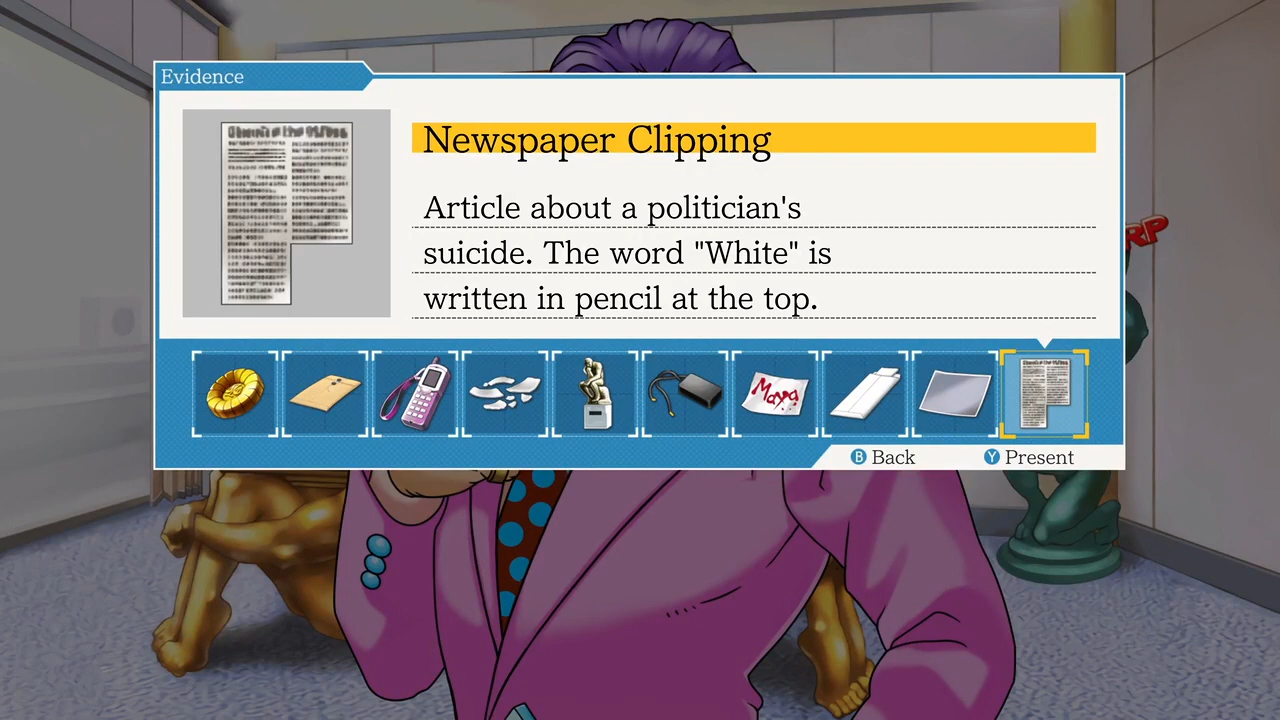 Evidence
Newspaper Clipping
Article about a politician's
suicide. The word "White" is
written in pencil at the top.
Maya
RP
B Back
Y Present